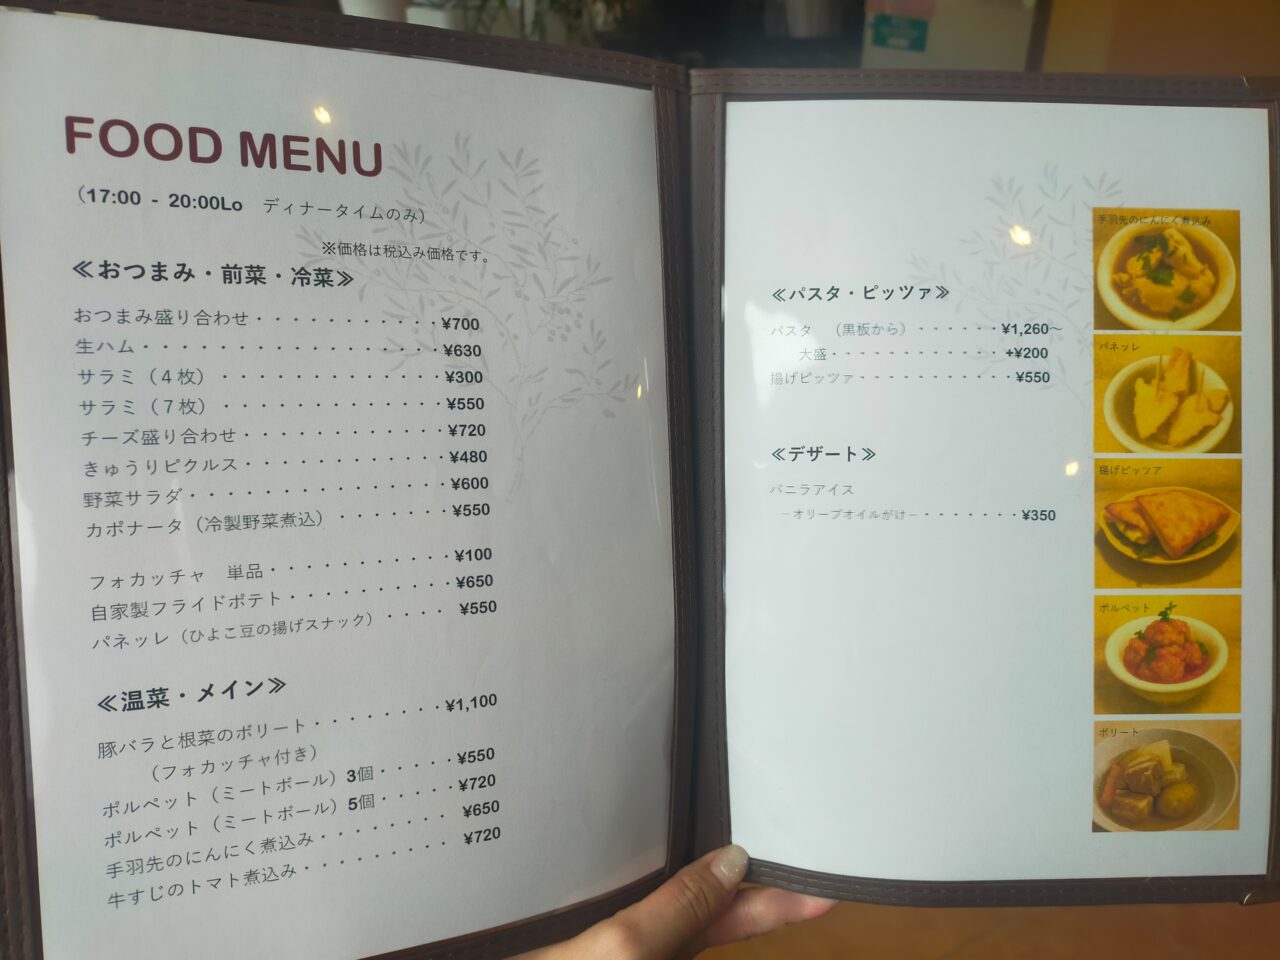 FOOD MENU
（17:00 - 20:00Lo　ディナータイムのみ）
※価格は税込み価格です。
≪おつまみ・前菜・冷菜≫
おつまみ盛り合わせ・・・・・・・・・・・¥700
生ハム・・・・・・・・・・・・・・・・・¥630
サラミ（４枚）・・・・・・・・・・・・・¥300
サラミ（７枚）・・・・・・・・・・・・・¥550
チーズ盛り合わせ・・・・・・・・・・・・¥720
きゅうりピクルス・・・・・・・・・・・・¥480
野菜サラダ・・・・・・・・・・・・・・・¥600
カポナータ（冷製野菜煮込）・・・・・・・¥550
フォカッチャ　単品・・・・・・・・・・・¥100
自家製フライドポテト・・・・・・・・・・¥650
パネッレ（ひよこ豆の揚げスナック）・・・・¥550
≪温菜・メイン≫
豚バラと根菜のボリート・・・・・・・・¥1,100
（フォカッチャ付き）
ポルペット（ミートボール）3個・・・・・¥550
ポルペット（ミートボール）5個・・・・・¥720
手羽先のにんにく煮込み・・・・・・・・¥650
牛すじのトマト煮込み・・・・・・・・・¥720
≪パスタ・ピッツァ≫
パスタ　（黒板から）・・・・・・¥1,260～
大盛・・・・・・・・・・・・+¥200
揚げピッツァ・・・・・・・・・・・¥550
≪デザート≫
バニラアイス
－オリーブオイルがけ－・・・・・・・¥350
手羽先のにんにく煮込み
パネッレ
揚げピッツア
ポルペット
ボリート